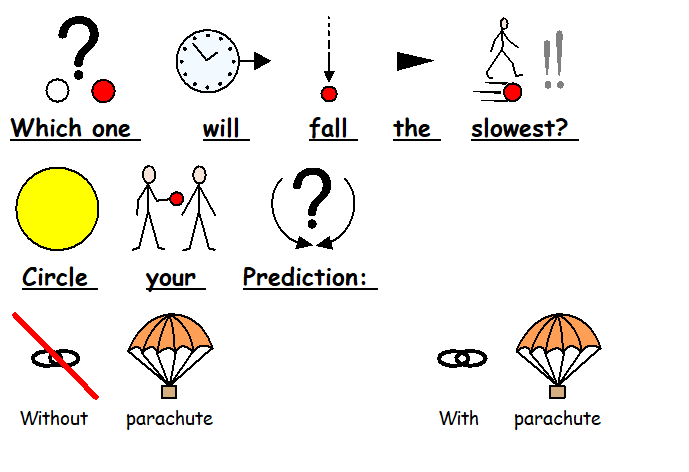 Which one will fall the slowest?
Circle your Prediction:
Without parachute With parachute